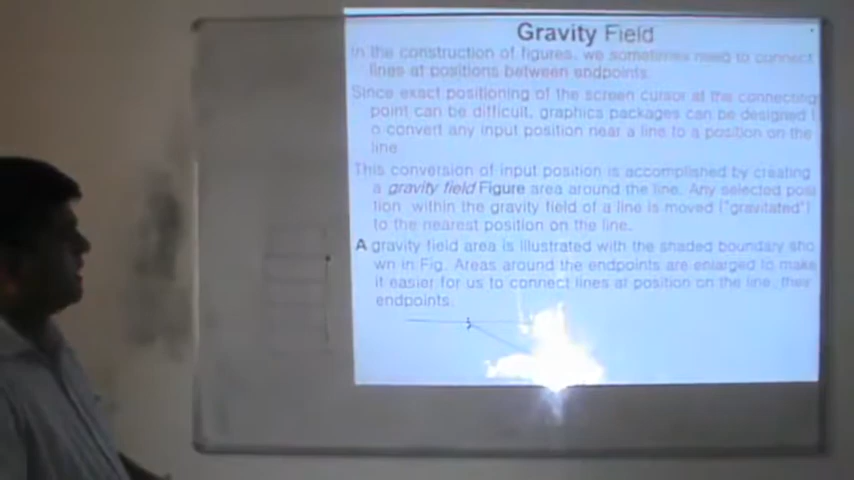 Gravity Field
In the construction of figures, we sometimes need to connect
lines at positions between endpoints.
Since exact positioning of the screen cursor at the connecting
point can be difficult, graphics packages can be designed t
o convert any input position near a line to a position on the
line.
This conversion of input position is accomplished by creating
a gravity field Figure area around the line. Any selected posi
tion within the gravity field of a line is moved ("gravitated")
to the nearest position on the line.
A gravity field area is illustrated with the shaded boundary sho
wn in Fig. Areas around the endpoints are enlarged to make
it easier for us to connect lines at position on the line, their
endpoints.